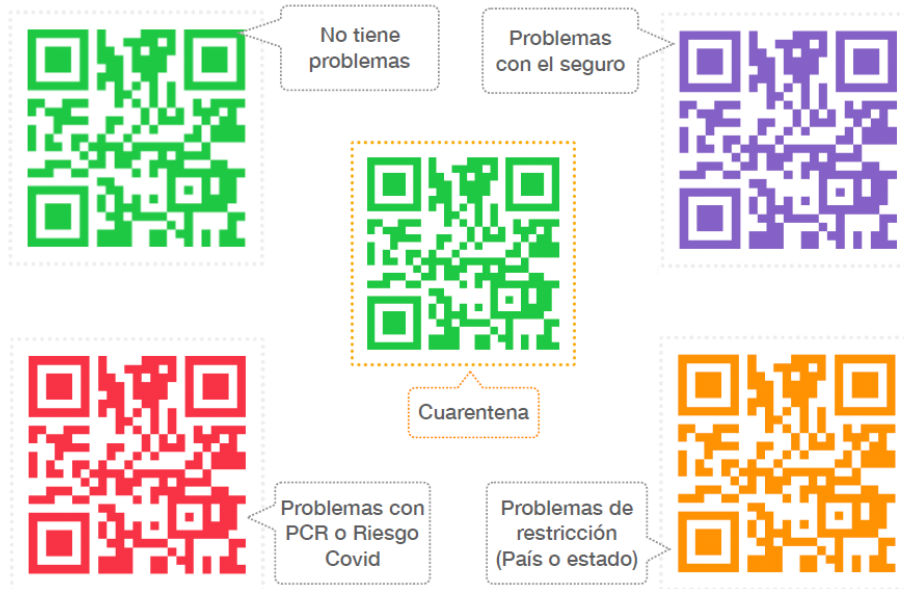 No tiene
problemas
Problemas
con el seguro
Cuarentena
Problemas con
PCR o Riesgo
Covid
Problemas de
restricción
(País o estado)